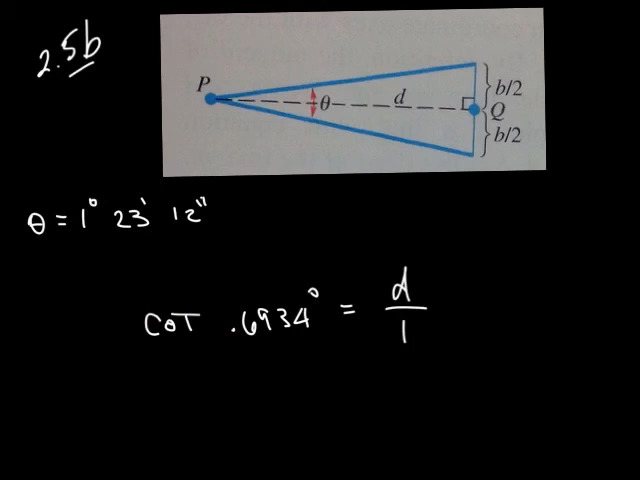 2.5b
P
θ
d
b/2
Q
b/2
θ = 1° 23' 12"
COT .6934° = d/1